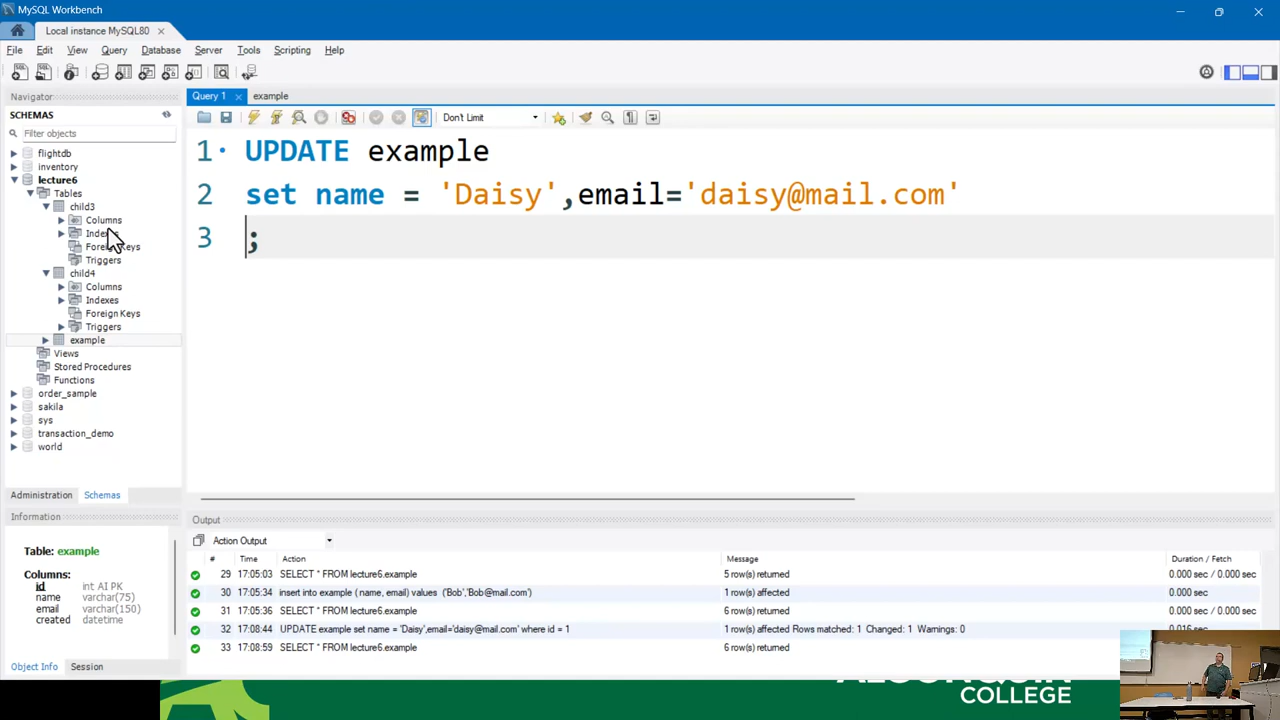 MySQL Workbench
Local instance MySQL80
File Edit View Query Database Server Tools Scripting Help
Navigator
SCHEMAS
Filter objects
flightdb
inventory
lecture6
Tables
child3
Columns
Foreign Keys
Triggers
child4
Columns
Indexes
Foreign Keys
Triggers
example
Views
Stored Procedures
Functions
order_sample
sakila
sys
transaction_demo
world
Administration Schemas
Information
Table: example
Columns:
id int AI PK
name varchar(75)
email varchar(150)
created datetime
Object Info Session
Query 1 example
Don't Limit
1 UPDATE example
2 set name = 'Daisy',email='daisy@mail.com'
3 ;
Output
Action Output
# Time Action Message Duration / Fetch
29 17:05:03 SELECT * FROM lecture6.example 5 row(s) returned 0.000 sec / 0.000 sec
30 17:05:34 insert into example ( name, email) values ('Bob','Bob@mail.com') 1 row(s) affected 0.000 sec
31 17:05:36 SELECT * FROM lecture6.example 6 row(s) returned 0.000 sec / 0.000 sec
32 17:08:44 UPDATE example set name = 'Daisy',email='daisy@mail.com' where id = 1 1 row(s) affected Rows matched: 1 Changed: 1 Warnings: 0 0.016 sec
33 17:08:59 SELECT * FROM lecture6.example 6 row(s) returned
COLLEGE